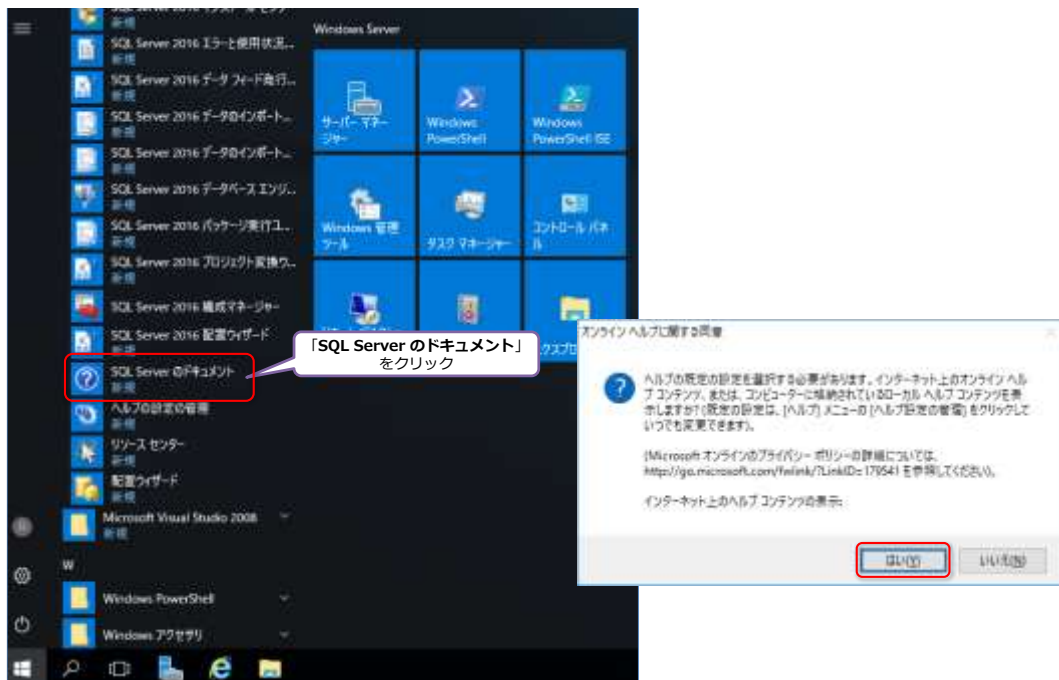 新規
SQL Server 2016 エラーと使用状況...
新規
SQL Server 2016 データ フィード発行...
新規
SQL Server 2016 データのインポート...
新規
SQL Server 2016 データのインポート...
新規
SQL Server 2016 データベース エンジ...
新規
SQL Server 2016 パッケージ実行ユ...
新規
SQL Server 2016 プロジェクト変換ウ...
新規
SQL Server 2016 構成マネージャー
SQL Server 2016 配置ウィザード
新規
SQL Server のドキュメント
新規
ヘルプの設定の管理
新規
リソース センター
新規
配置ウィザード
新規
Microsoft Visual Studio 2008
新規
W
Windows PowerShell
Windows アクセサリ
Windows Server
サーバー マネー
ジャー
Windows
PowerShell
Windows
PowerShell ISE
Windows 管理
ツール
タスク マネージャー
コントロール パネ
ル
「SQL Server のドキュメント」
をクリック
オンライン ヘルプに関する同意
ヘルプの既定の設定を選択する必要があります。インターネット上のオンライン ヘル
プ コンテンツ、または、コンピューターに格納されているローカル ヘルプ コンテンツを表
示しますか? (既定の設定は、[ヘルプ] メニューの [ヘルプ設定の管理] をクリックして
いつでも変更できます)。
(Microsoft オンラインのプライバシー ポリシーの詳細については、
http://go.microsoft.com/fwlink/?LinkID=179541 を参照してください)。
インターネット上のヘルプ コンテンツの表示:
はい(Y)
いいえ(N)